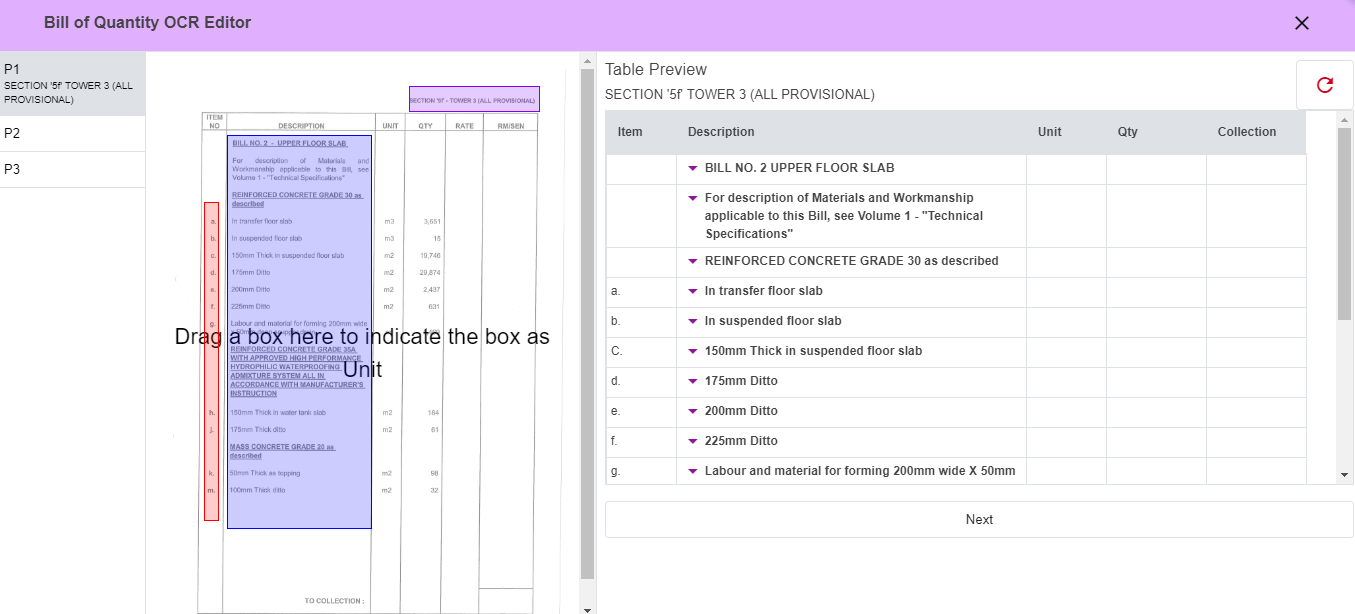 Bill of Quantity OCR Editor
P1
SECTION '5f' TOWER 3 (ALL
PROVISIONAL)
P2
P3
SECTION '5f' - TOWER 3 (ALL PROVISIONAL)
ITEM
NO DESCRIPTION UNIT QTY RATE RM/SEN
BILL NO. 2 - UPPER FLOOR SLAB
For description of Materials and
Workmanship applicable to this Bill, see
Volume 1 - "Technical Specifications"
REINFORCED CONCRETE GRADE 30 as
described
a. In transfer floor slab m3 3,651
b. In suspended floor slab m3 15
c. 150mm Thick in suspended floor slab m2 19,746
d. 175mm Ditto m2 29,874
e. 200mm Ditto m2 2,437
f. 225mm Ditto m2 631
g. Labour and material for forming 200mm wide
Drag a box here to indicate the box as
Unit
REINFORCED CONCRETE GRADE 35A
WITH APPROVED HIGH PERFORMANCE
HYDROPHILIC WATERPROOFING
ADMIXTURE SYSTEM ALL IN
ACCORDANCE WITH MANUFACTURER'S
INSTRUCTION
h. 150mm Thick in water tank slab m2 184
j. 175mm Thick ditto m2 61
MASS CONCRETE GRADE 20 as
described
k. 50mm Thick as topping m2 98
m. 100mm Thick ditto m2 32
TO COLLECTION :
Table Preview
SECTION '5f' TOWER 3 (ALL PROVISIONAL)
Item Description Unit Qty Collection
BILL NO. 2 UPPER FLOOR SLAB
For description of Materials and Workmanship
applicable to this Bill, see Volume 1 - "Technical
Specifications"
REINFORCED CONCRETE GRADE 30 as described
a. In transfer floor slab
b. In suspended floor slab
C. 150mm Thick in suspended floor slab
d. 175mm Ditto
e. 200mm Ditto
f. 225mm Ditto
g. Labour and material for forming 200mm wide X 50mm
Next